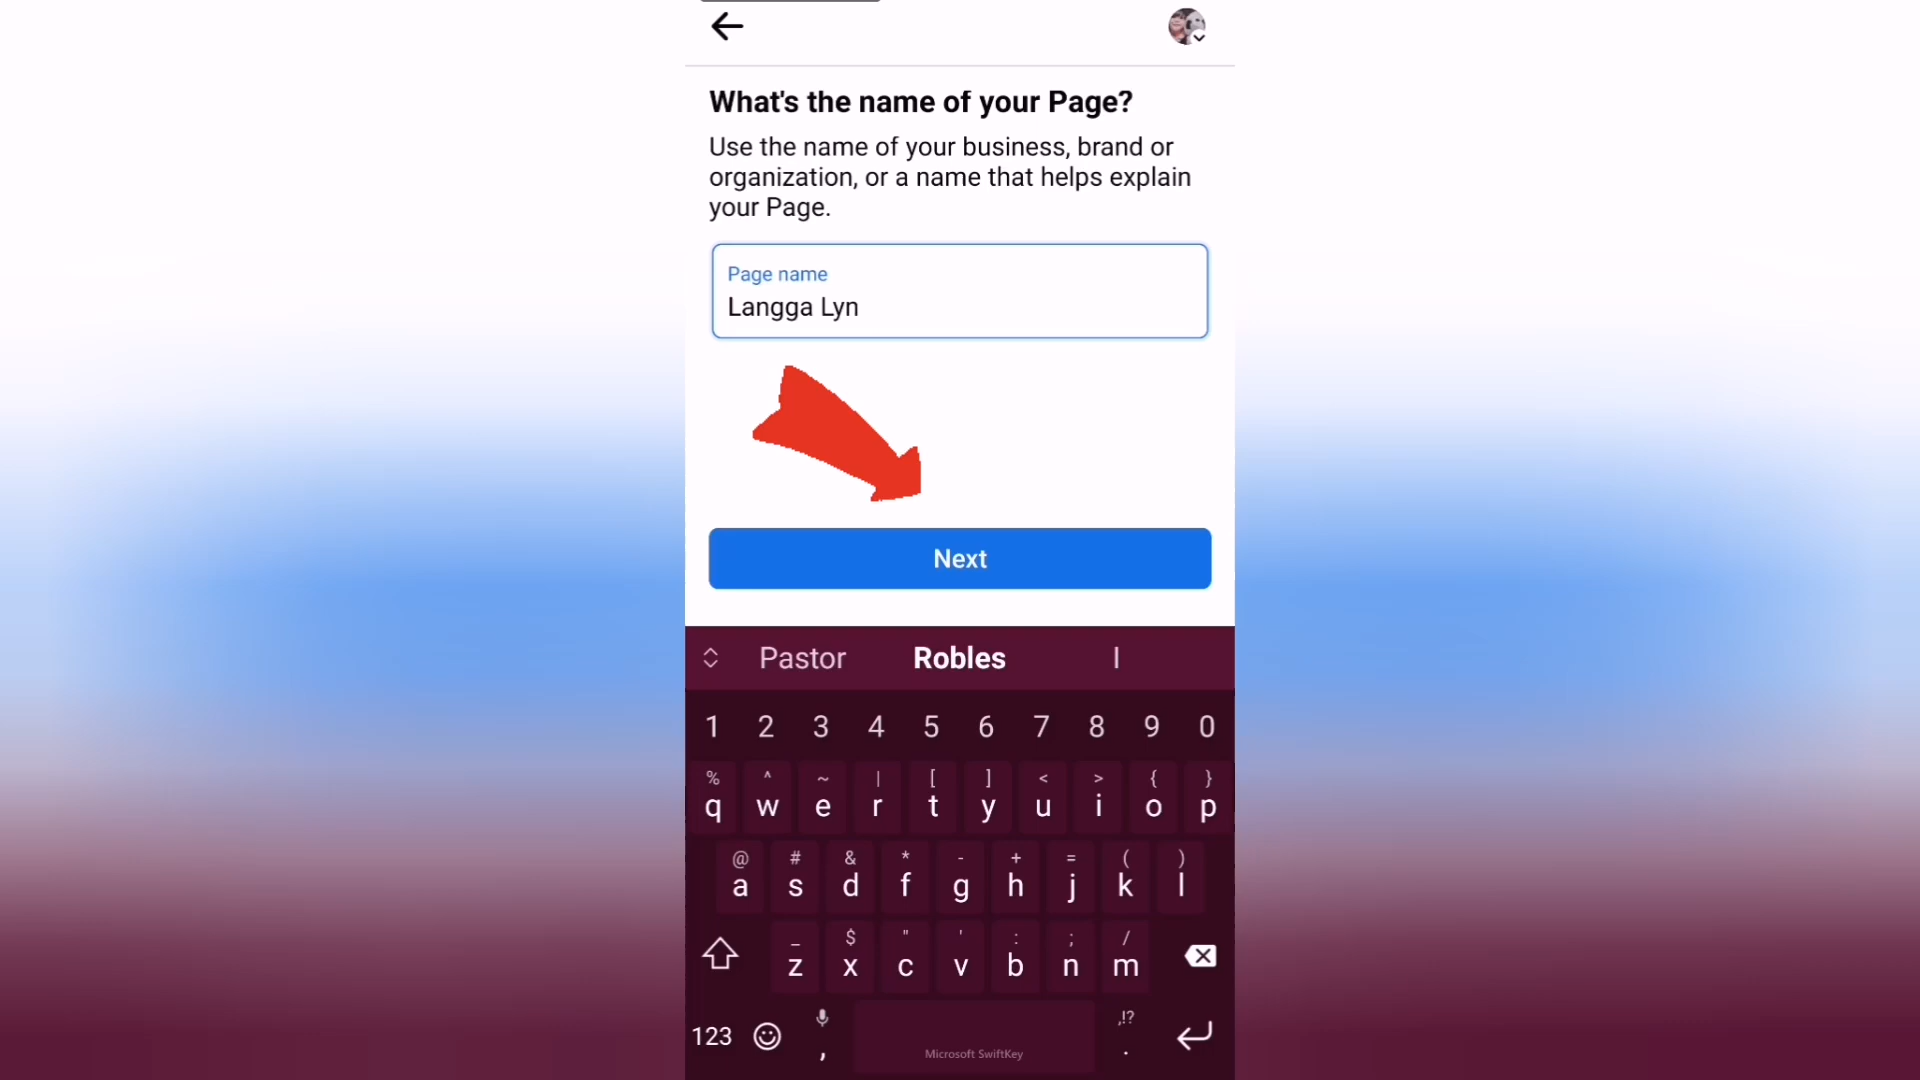 What's the name of your Page?
Use the name of your business, brand or
organization, or a name that helps explain
your Page.
Page name
Langga Lyn
Next
Pastor Robles I
1 2 3 4 5 6 7 8 9 0
% ^ ~ | [ ] < > { }
q w e r t y u i o p
@ # & * - + = ( )
a s d f g h j k l
_ $ " ' : ; /
z x c v b n m
,!?
123 , .
Microsoft SwiftKey